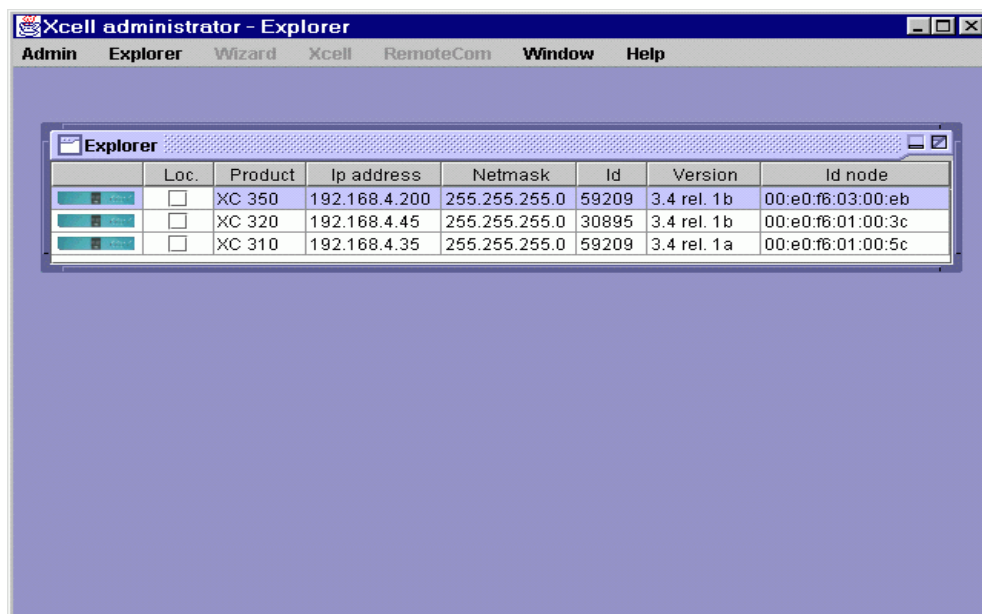 Xcell administrator - Explorer
Admin Explorer Wizard Xcell RemoteCom Window Help
Explorer
Loc. Product Ip address Netmask Id Version Id node
XC 350 192.168.4.200 255.255.255.0 59209 3.4 rel. 1b 00:e0:f6:03:00:eb
XC 320 192.168.4.45 255.255.255.0 30895 3.4 rel. 1b 00:e0:f6:01:00:3c
XC 310 192.168.4.35 255.255.255.0 59209 3.4 rel. 1a 00:e0:f6:01:00:5c